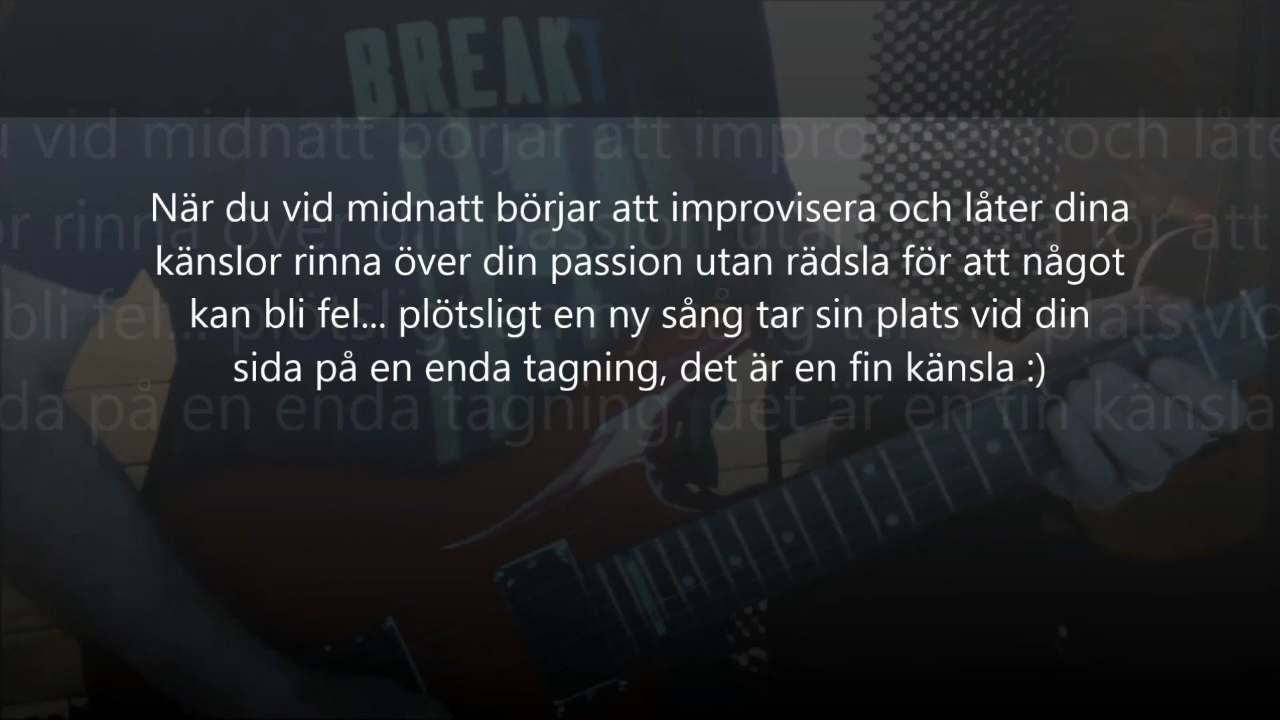 BREAK
När du vid midnatt börjar att improvisera och låter dina
känslor rinna över din passion utan rädsla för att något
kan bli fel... plötsligt en ny sång tar sin plats vid din
sida på en enda tagning, det är en fin känsla :)